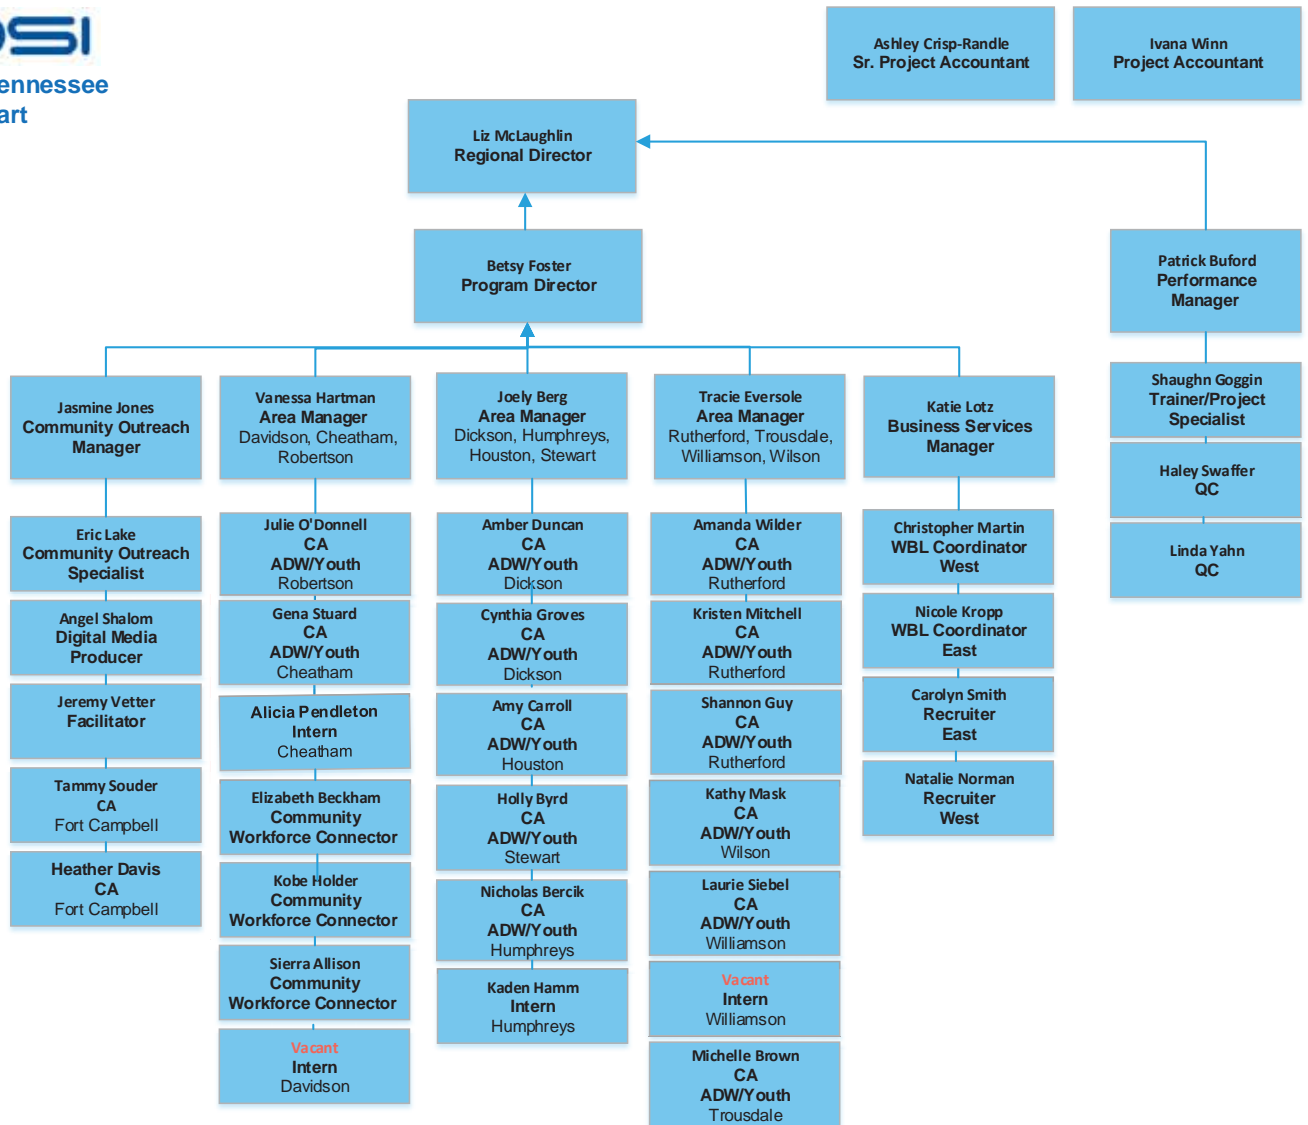 Ashley Crisp-Randle
Sr. Project Accountant
Ivana Winn
Project Accountant
Liz McLaughlin
Regional Director
Betsy Foster
Program Director
Patrick Buford
Performance
Manager
Jasmine Jones
Community Outreach
Manager
Vanessa Hartman
Area Manager
Davidson, Cheatham,
Robertson
Joely Berg
Area Manager
Dickson, Humphreys,
Houston, Stewart
Tracie Eversole
Area Manager
Rutherford, Trousdale,
Williamson, Wilson
Katie Lotz
Business Services
Manager
Shaughn Goggin
Trainer/Project
Specialist
Haley Swaffer
QC
Linda Yahn
QC
Eric Lake
Community Outreach
Specialist
Angel Shalom
Digital Media
Producer
Jeremy Vetter
Facilitator
Tammy Souder
CA
Fort Campbell
Heather Davis
CA
Fort Campbell
Julie O'Donnell
CA
ADW/Youth
Robertson
Gena Stuard
CA
ADW/Youth
Cheatham
Alicia Pendleton
Intern
Cheatham
Elizabeth Beckham
Community
Workforce Connector
Kobe Holder
Community
Workforce Connector
Sierra Allison
Community
Workforce Connector
Vacant
Intern
Davidson
Amber Duncan
CA
ADW/Youth
Dickson
Cynthia Groves
CA
ADW/Youth
Dickson
Amy Carroll
CA
ADW/Youth
Houston
Holly Byrd
CA
ADW/Youth
Stewart
Nicholas Bercik
CA
ADW/Youth
Humphreys
Kaden Hamm
Intern
Humphreys
Amanda Wilder
CA
ADW/Youth
Rutherford
Kristen Mitchell
CA
ADW/Youth
Rutherford
Shannon Guy
CA
ADW/Youth
Rutherford
Kathy Mask
CA
ADW/Youth
Wilson
Laurie Siebel
CA
ADW/Youth
Williamson
Vacant
Intern
Williamson
Michelle Brown
CA
ADW/Youth
Trousdale
Christopher Martin
WBL Coordinator
West
Nicole Kropp
WBL Coordinator
East
Carolyn Smith
Recruiter
East
Natalie Norman
Recruiter
West